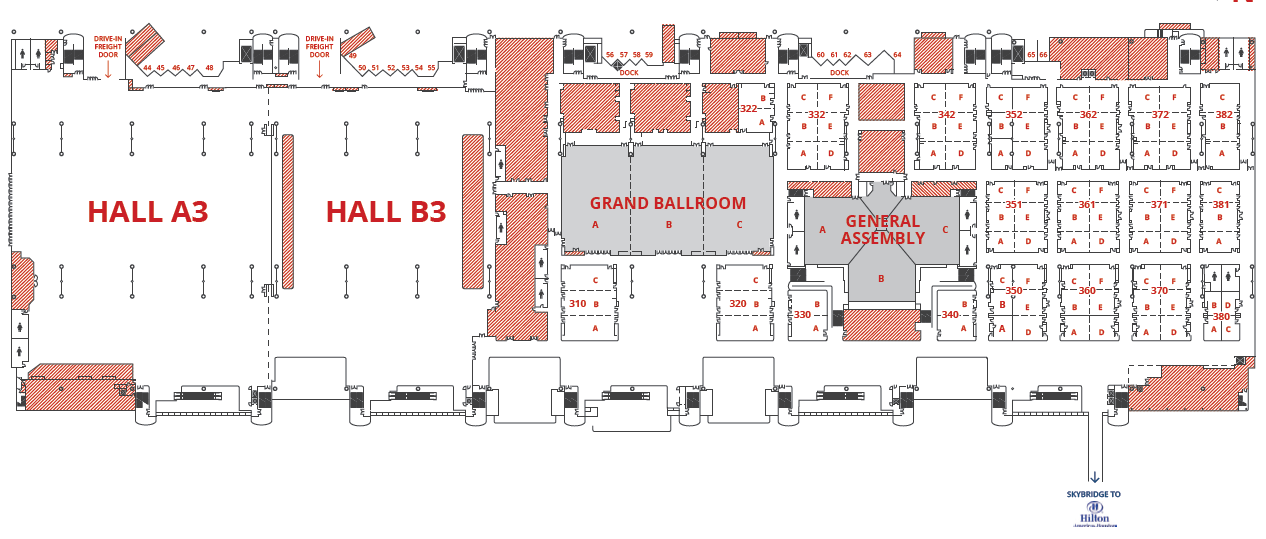 DRIVE-IN
FREIGHT
DOOR
44 45 46 47 48
DRIVE-IN
FREIGHT
DOOR
49
50 51 52 53 54 55
56 57 58 59
DOCK
60 61 62 63 64
DOCK
65 66
322
B
A
332
C F
B E
A D
342
C F
B E
A D
352
C F
B E
A D
362
C F
B E
A D
372
C F
B E
A D
382
C
B
A
HALL A3
HALL B3
GRAND BALLROOM
A B C
GENERAL
ASSEMBLY
A C
B
351
C F
B E
A D
361
C F
B E
A D
371
C F
B E
A D
381
C
B
A
310
C
B
A
320
C
B
A
330
B
A
340
B
A
350
C F
B E
A D
360
C F
B E
A D
370
C F
B E
A D
380
B D
A C
SKYBRIDGE TO
Hilton